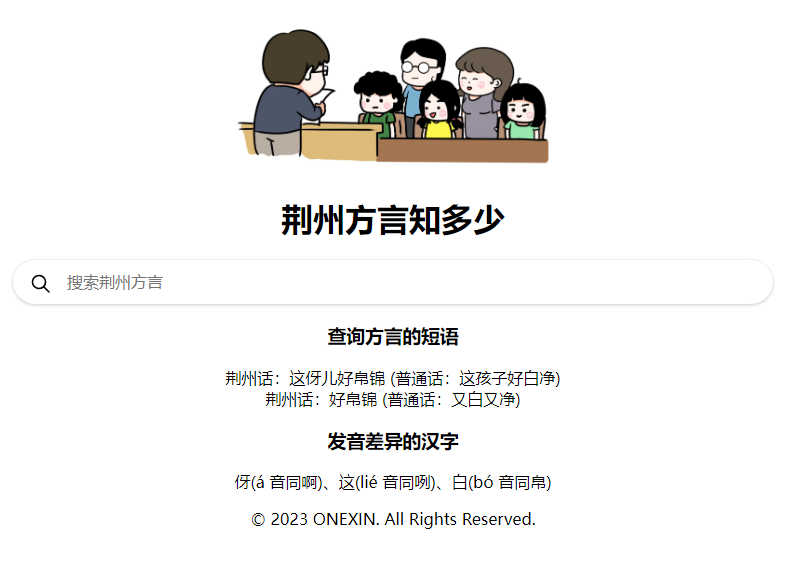 荆州方言知多少
搜索荆州方言
查询方言的短语
荆州话：这伢儿好帛锦 (普通话：这孩子好白净)
荆州话：好帛锦 (普通话：又白又净)
发音差异的汉字
伢(á 音同啊)、这(lié 音同咧)、白(bó 音同帛)
© 2023 ONEXIN. All Rights Reserved.